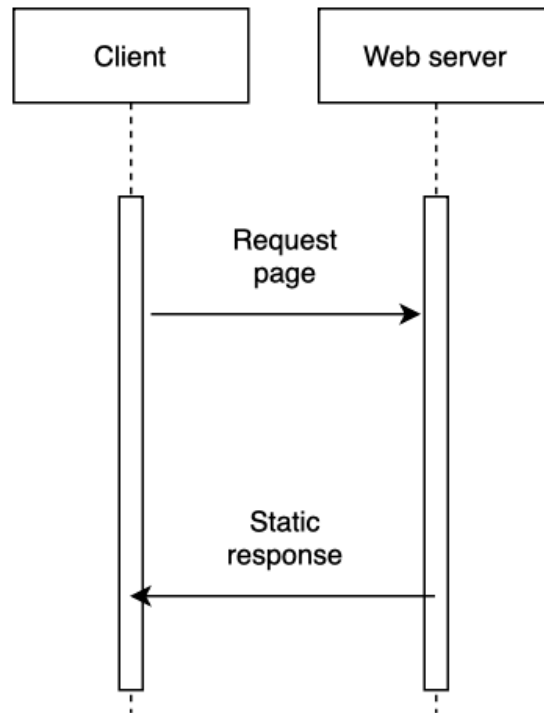 Client
Web server
Request
page
Static
response